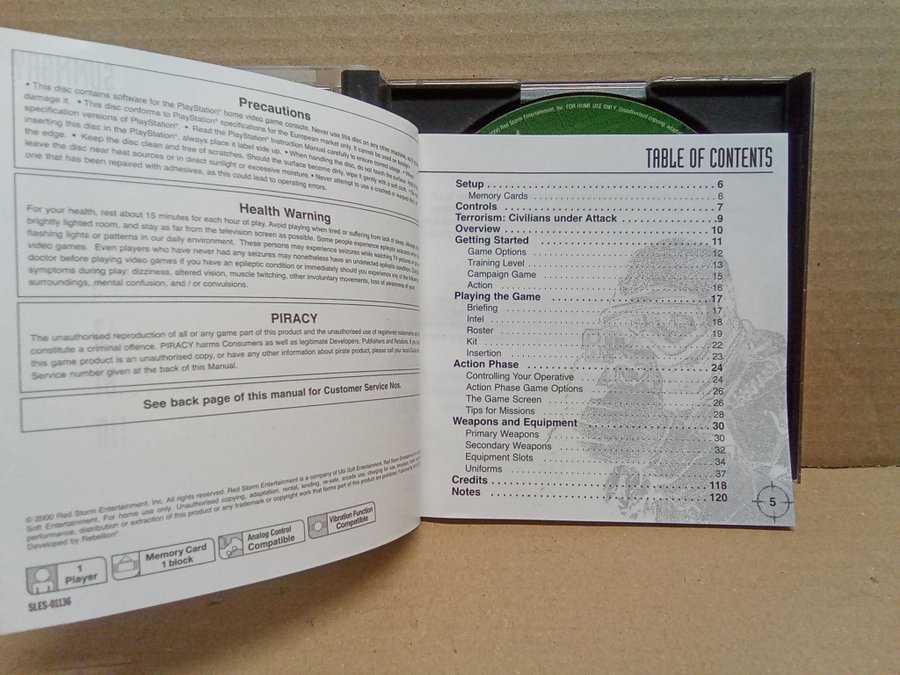 Precautions
• This disc contains software for the PlayStation® home video game console. Never use this disc on any other machine, as it
damage it. • This disc conforms to PlayStation® specifications for the European market only. It cannot be used on foreign
specification versions of PlayStation®. • Read the PlayStation® Instruction Manual carefully to ensure correct usage. • When
inserting this disc in the PlayStation®, always place it label side up. • When handling the disc, do not touch the surface. Hold
the edge. • Keep the disc clean and free of scratches. Should the surface become dirty, wipe it gently with a soft cloth. • Do not
leave the disc near heat sources or in direct sunlight or excessive moisture. • Never attempt to use a cracked or warped disc, or
one that has been repaired with adhesives, as this could lead to operating errors.
Health Warning
For your health, rest about 15 minutes for each hour of play. Avoid playing when tired or suffering from lack of sleep. Always
brightly lighted room, and stay as far from the television screen as possible. Some people experience epileptic seizures
flashing lights or patterns in our daily environment. These persons may experience seizures while watching TV pictures or
video games. Even players who have never had any seizures may nonetheless have an undetected epileptic condition. Consult
doctor before playing video games if you have an epileptic condition or immediately should you experience any of the following
symptoms during play: dizziness, altered vision, muscle twitching, other involuntary movements, loss of awareness of your
surroundings, mental confusion, and / or convulsions.
PIRACY
The unauthorised reproduction of all or any game part of this product and the unauthorised use of registered trademarks
constitute a criminal offence. PIRACY harms Consumers as well as legitimate Developers, Publishers and Retailers. If you
this game product is an unauthorised copy, or have any other information about pirate product, please call your local Customer
Service number given at the back of this Manual.
See back page of this manual for Customer Service Nos.
© 2000 Red Storm Entertainment, Inc. All rights reserved. Red Storm Entertainment is a company of Ubi Soft Entertainment. Red Storm Entertainment,
Soft Entertainment. For home use only. Unauthorised copying, adaptation, rental, lending, re-sale, arcade use, charging for use, broadcast,
performance, distribution or extraction of this product or any trademark or copyright work that forms part of this product are prohibited.
Developed by Rebellion®
1
Player
Memory Card
1 block
Analog Control
Compatible
Vibration Function
Compatible
SLES-01136
2000 Red Storm Entertainment, Inc. FOR HOME USE ONLY. Unauthorised copying,
TABLE OF CONTENTS
Setup 6
Memory Cards 6
Controls 7
Terrorism: Civilians under Attack 9
Overview 10
Getting Started 11
Game Options 12
Training Level 13
Campaign Game 15
Action 16
Playing the Game 17
Briefing 17
Intel 18
Roster 19
Kit 22
Insertion 23
Action Phase 24
Controlling Your Operative 24
Action Phase Game Options 26
The Game Screen 26
Tips for Missions 28
Weapons and Equipment 30
Primary Weapons 30
Secondary Weapons 32
Equipment Slots 34
Uniforms 37
Credits 118
Notes 120
5